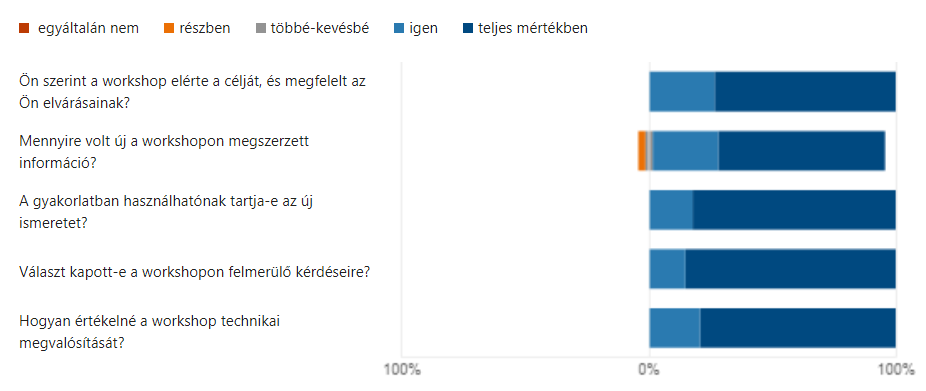 egyáltalán nem részben többé-kevésbé igen teljes mértékben
Ön szerint a workshop elérte a célját, és megfelelt az
Ön elvárásainak?
Mennyire volt új a workshopon megszerzett
információ?
A gyakorlatban használhatónak tartja-e az új
ismeretet?
Választ kapott-e a workshopon felmerülő kérdéseire?
Hogyan értékelné a workshop technikai
megvalósítását?
100% 0% 100%